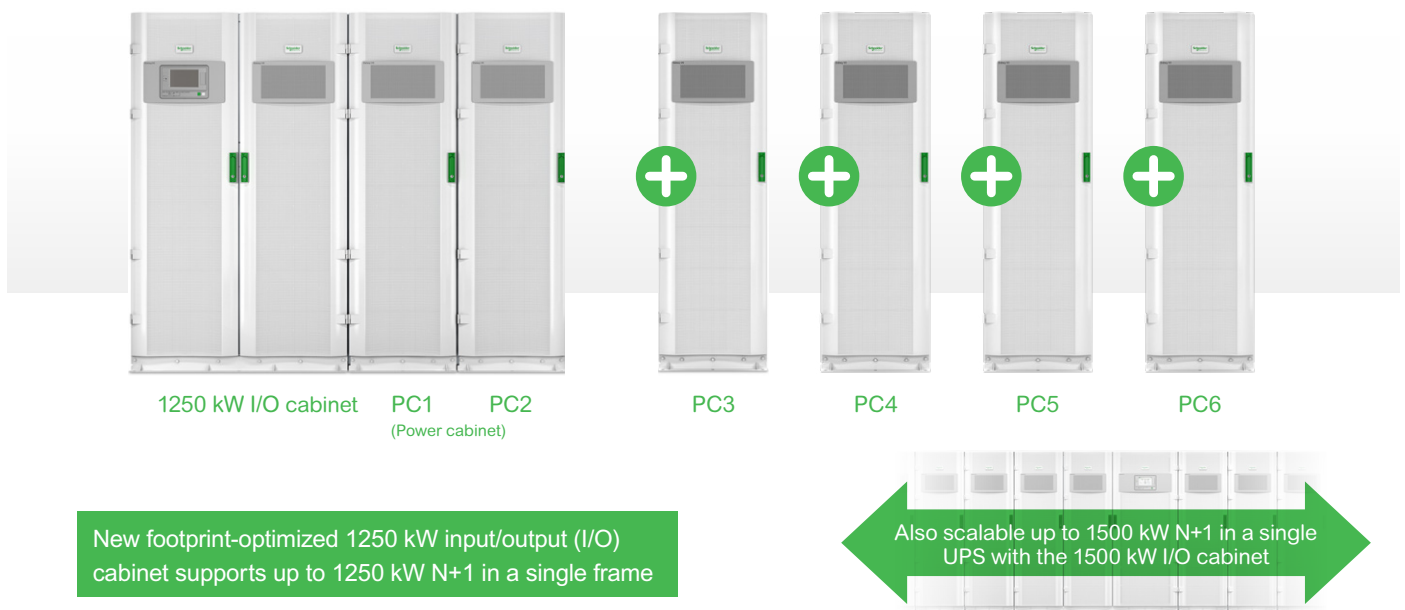 1250 kW I/O cabinet PC1 PC2 PC3 PC4 PC5 PC6
(Power cabinet)
New footprint-optimized 1250 kW input/output (I/O)
cabinet supports up to 1250 kW N+1 in a single frame
Also scalable up to 1500 kW N+1 in a single
UPS with the 1500 kW I/O cabinet